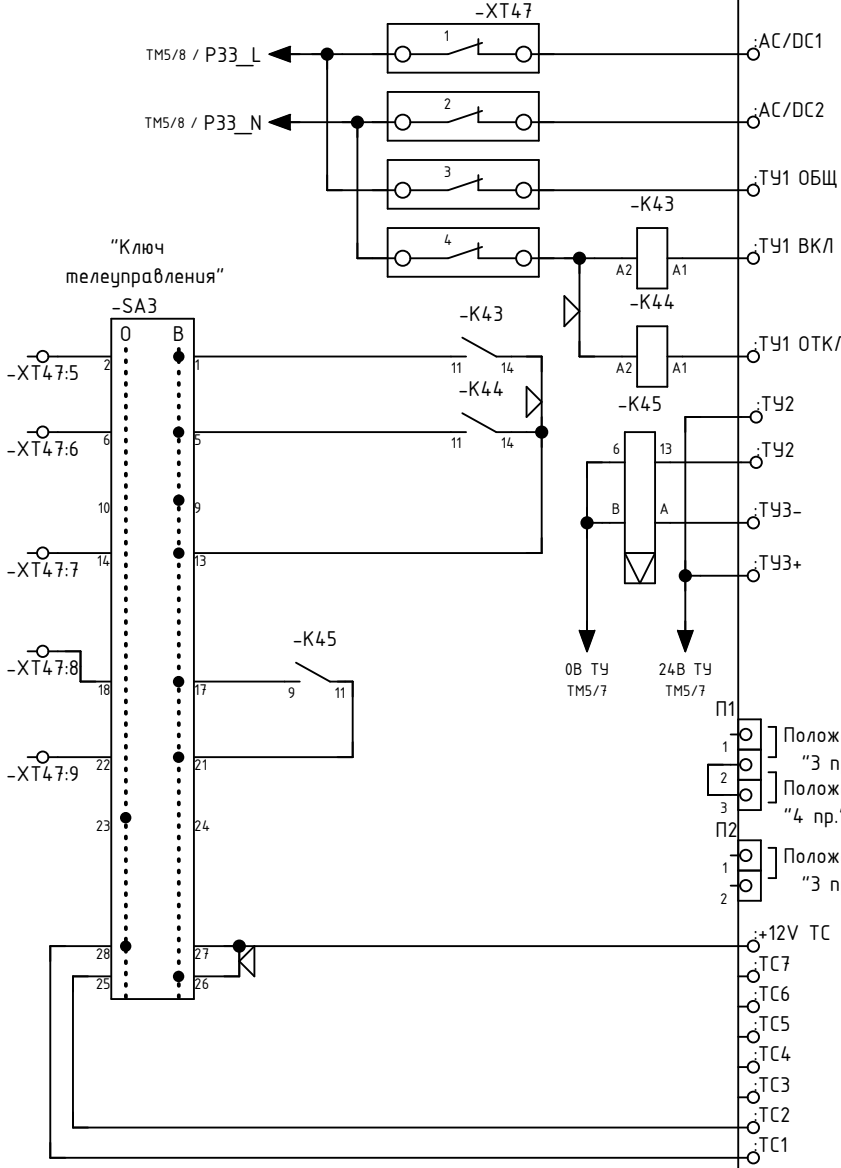 -XT47
1
TM5/8 / P33_L
:AC/DC1
2
TM5/8 / P33_N
:AC/DC2
3
:ТУ1 ОБЩ
-K43
4
A2
A1
:ТУ1 ВКЛ
"Ключ
телеуправления"
-SA3
-K44
A2
A1
:ТУ1 ОТКЛ
О
В
-K43
2
1
11
14
-XT47:5
-K44
-K45
:ТУ2
6
5
11
14
-XT47:6
6
13
:ТУ2
10
9
B
A
:ТУ3-
14
13
-XT47:7
:ТУ3+
-K45
-XT47:8
18
17
9
11
0В ТУ
TM5/7
24В ТУ
TM5/7
22
21
-XT47:9
П1
1
Полож
"3 п
2
Полож
3
"4 пр."
23
24
П2
1
Полож
"3 п
2
28
27
:+12V ТС
25
26
:ТС7
:ТС6
:ТС5
:ТС4
:ТС3
:ТС2
:ТС1